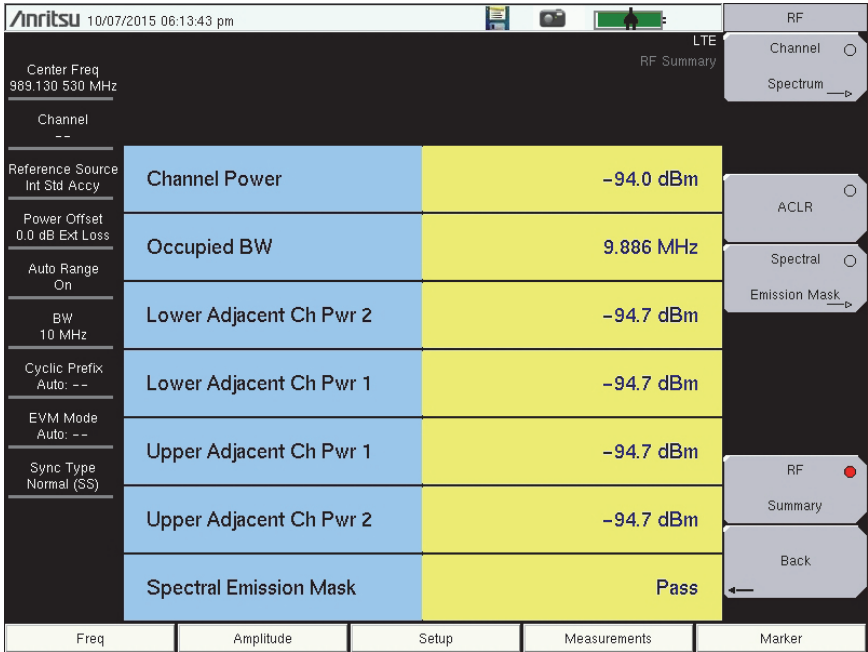 Anritsu 10/07/2015 06:13:43 pm
LTE
RF Summary
Center Freq
989.130 530 MHz
Channel
--
Reference Source
Int Std Accy
Power Offset
0.0 dB Ext Loss
Auto Range
On
BW
10 MHz
Cyclic Prefix
Auto: --
EVM Mode
Auto: --
Sync Type
Normal (SS)
Channel Power -94.0 dBm
Occupied BW 9.886 MHz
Lower Adjacent Ch Pwr 2 -94.7 dBm
Lower Adjacent Ch Pwr 1 -94.7 dBm
Upper Adjacent Ch Pwr 1 -94.7 dBm
Upper Adjacent Ch Pwr 2 -94.7 dBm
Spectral Emission Mask Pass
RF
Channel
Spectrum
ACLR
Spectral
Emission Mask
RF
Summary
Back
Freq Amplitude Setup Measurements Marker